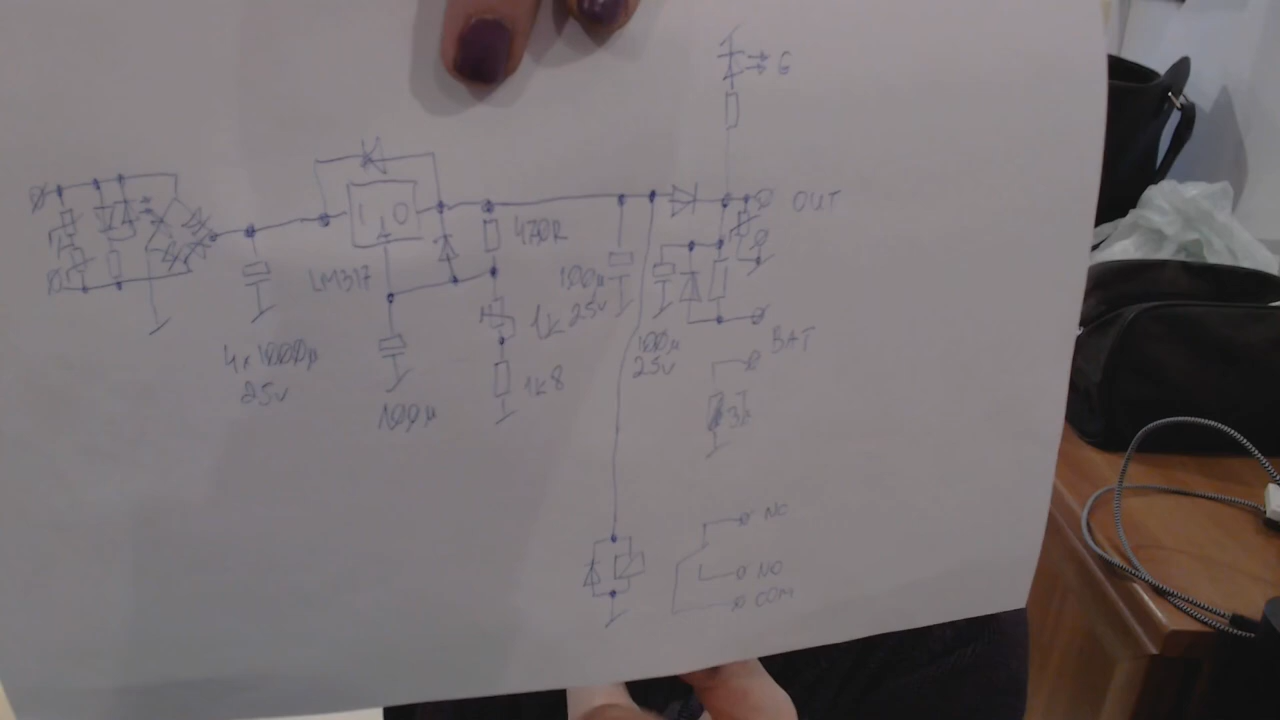 G
OUT
I O
⊥
470R
LM317
1k
100µ
25v
4x1000µ
25v
100µ
25v
BAT
1k8
100µ
NC
NO
COM